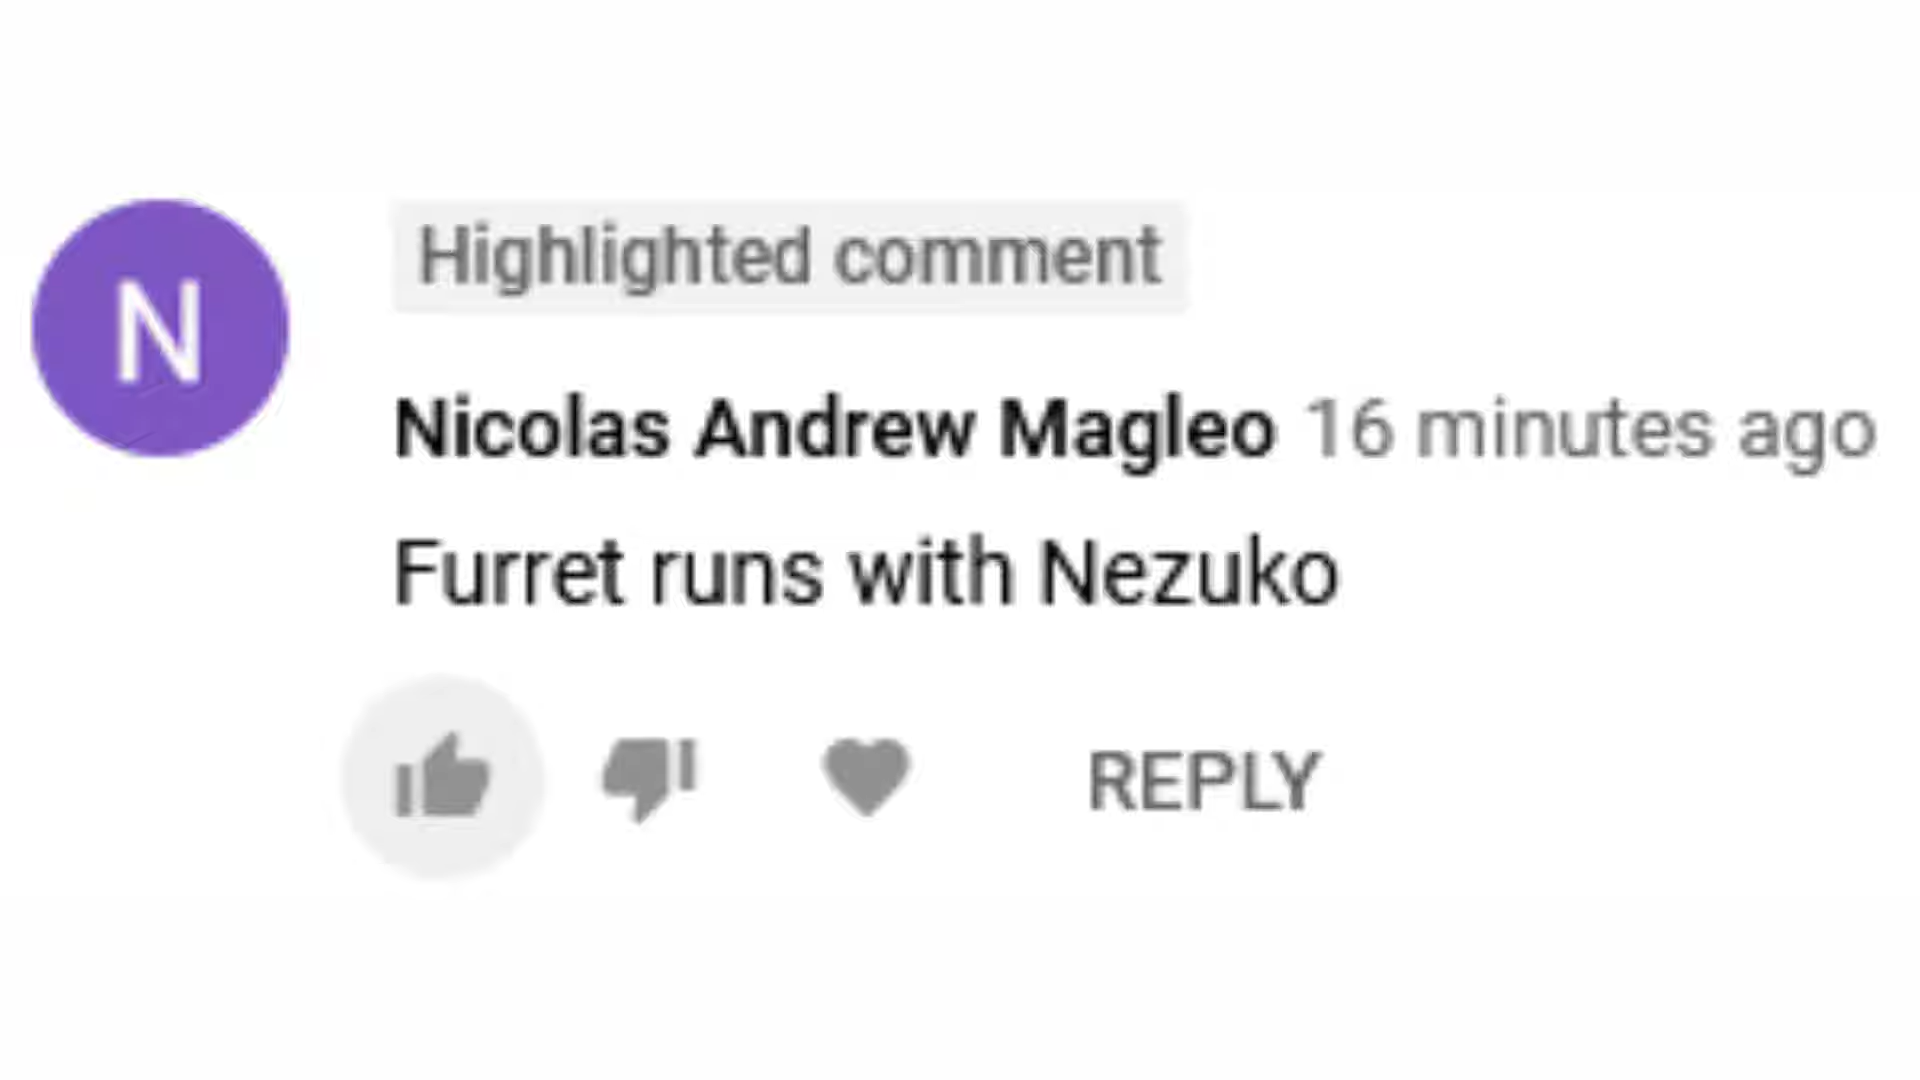 N
Highlighted comment
Nicolas Andrew Magleo 16 minutes ago
Furret runs with Nezuko
REPLY